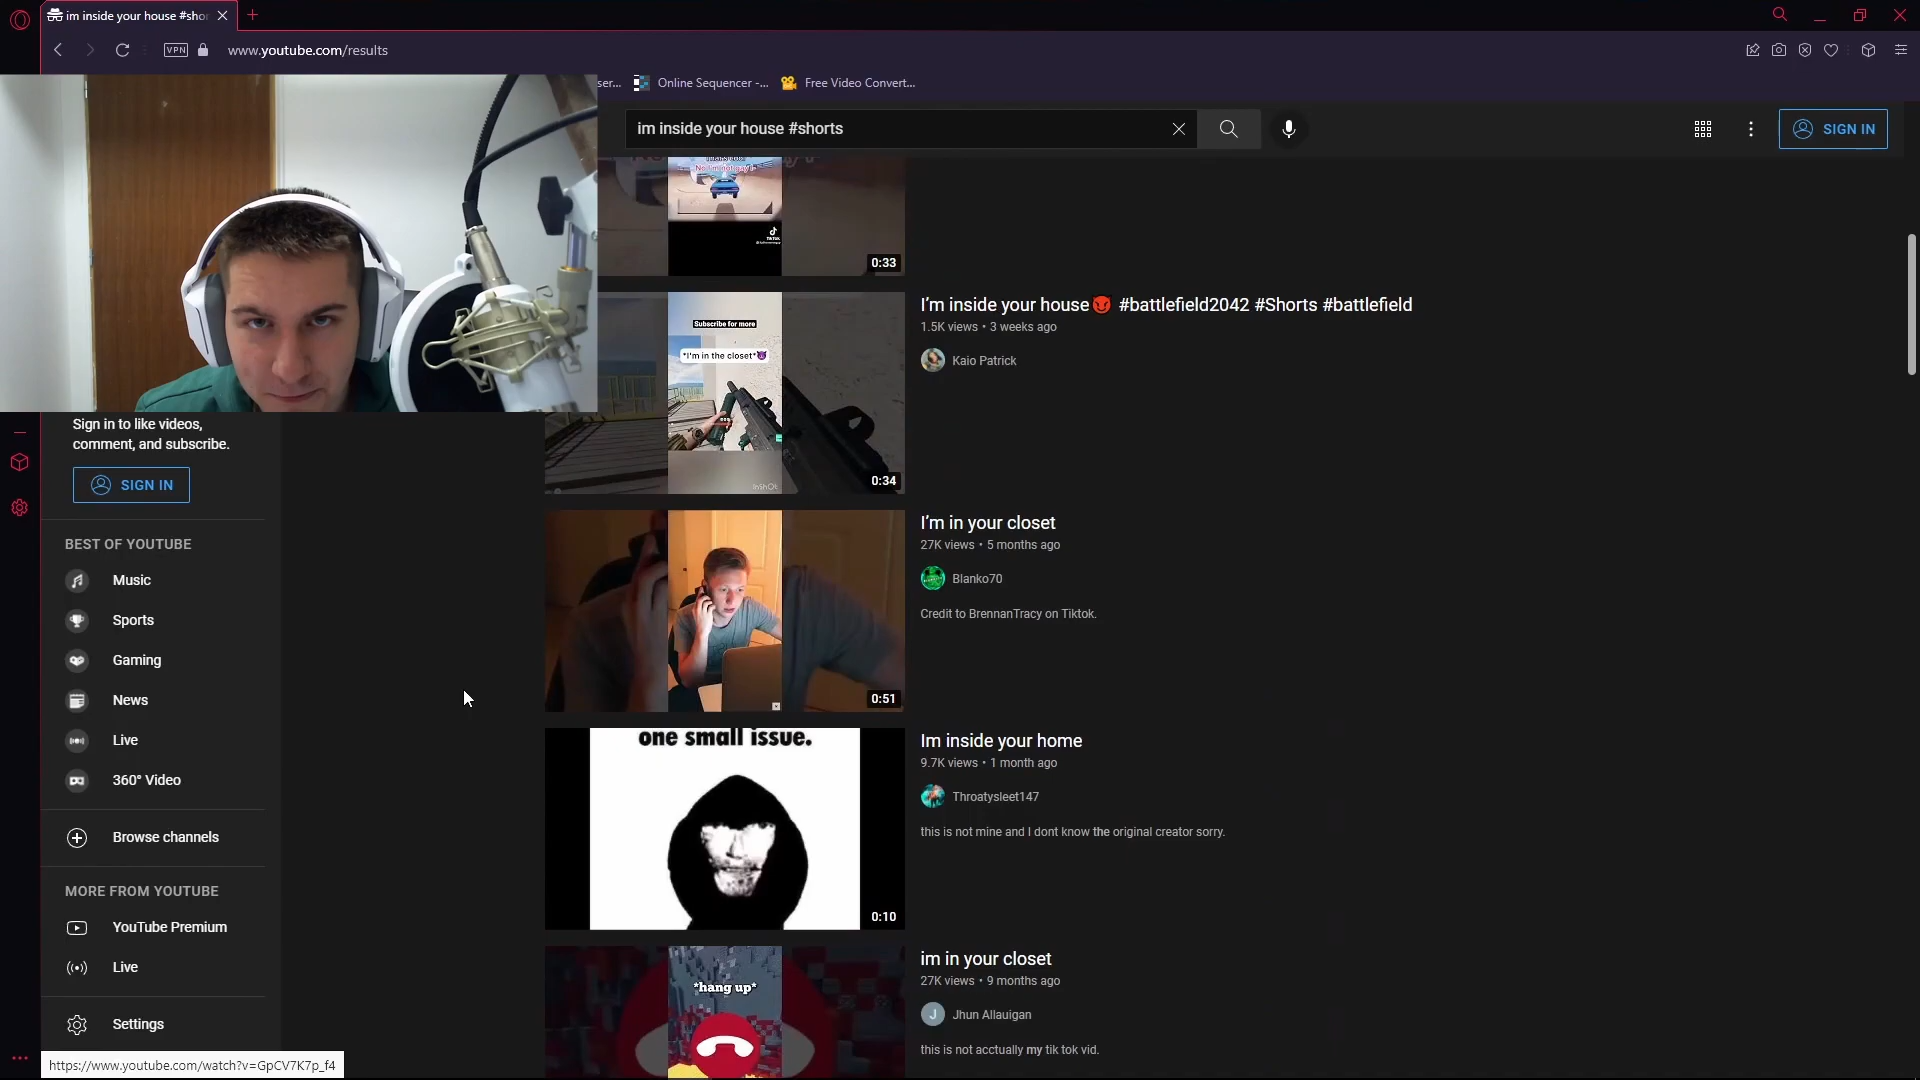 im inside your house #shor
VPN
www.youtube.com/results
ser...
Online Sequencer -...
Free Video Convert...
im inside your house #shorts
SIGN IN
No I'm not gay I
TikTok
0:33
Subscribe for more
*I'm in the closet*😈
InShOt
0:34
I'm inside your house👿 #battlefield2042 #Shorts #battlefield
1.5K views • 3 weeks ago
Kaio Patrick
Sign in to like videos,
comment, and subscribe.
SIGN IN
BEST OF YOUTUBE
Music
Sports
Gaming
News
Live
360° Video
Browse channels
MORE FROM YOUTUBE
YouTube Premium
Live
Settings
0:51
I'm in your closet
27K views • 5 months ago
Blanko70
Credit to BrennanTracy on Tiktok.
one small issue.
0:10
Im inside your home
9.7K views • 1 month ago
Throatysleet147
this is not mine and I dont know the original creator sorry.
*hang up*
im in your closet
27K views • 9 months ago
J
Jhun Allauigan
this is not acctually my tik tok vid.
https://www.youtube.com/watch?v=GpCV7K7p_f4